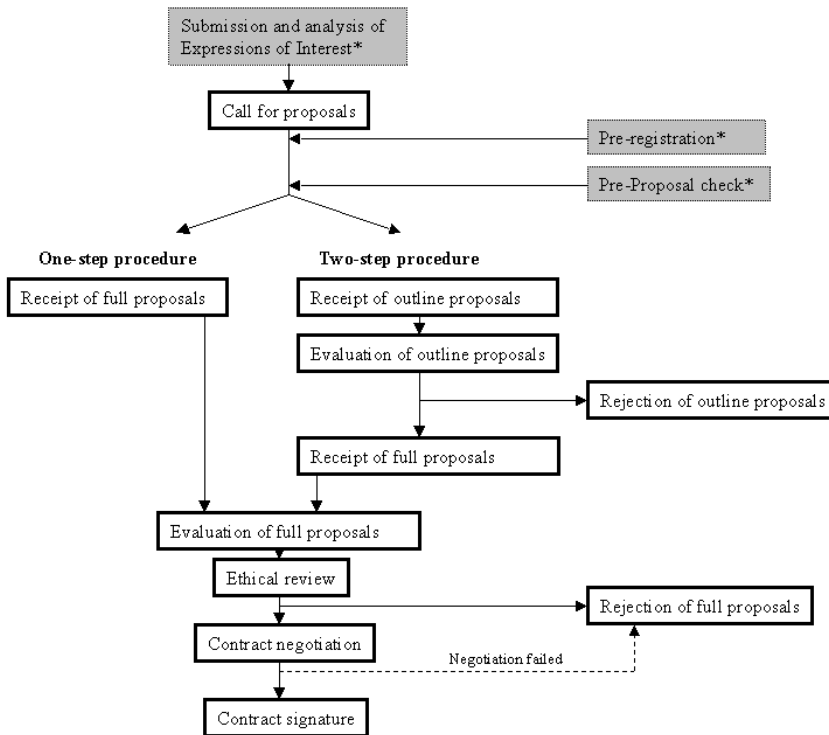 Submission and analysis of
Expressions of Interest*
Call for proposals
Pre-registration*
Pre-Proposal check*
One-step procedure
Two-step procedure
Receipt of full proposals
Receipt of outline proposals
Evaluation of outline proposals
Rejection of outline proposals
Receipt of full proposals
Evaluation of full proposals
Ethical review
Rejection of full proposals
Contract negotiation
Negotiation failed
Contract signature